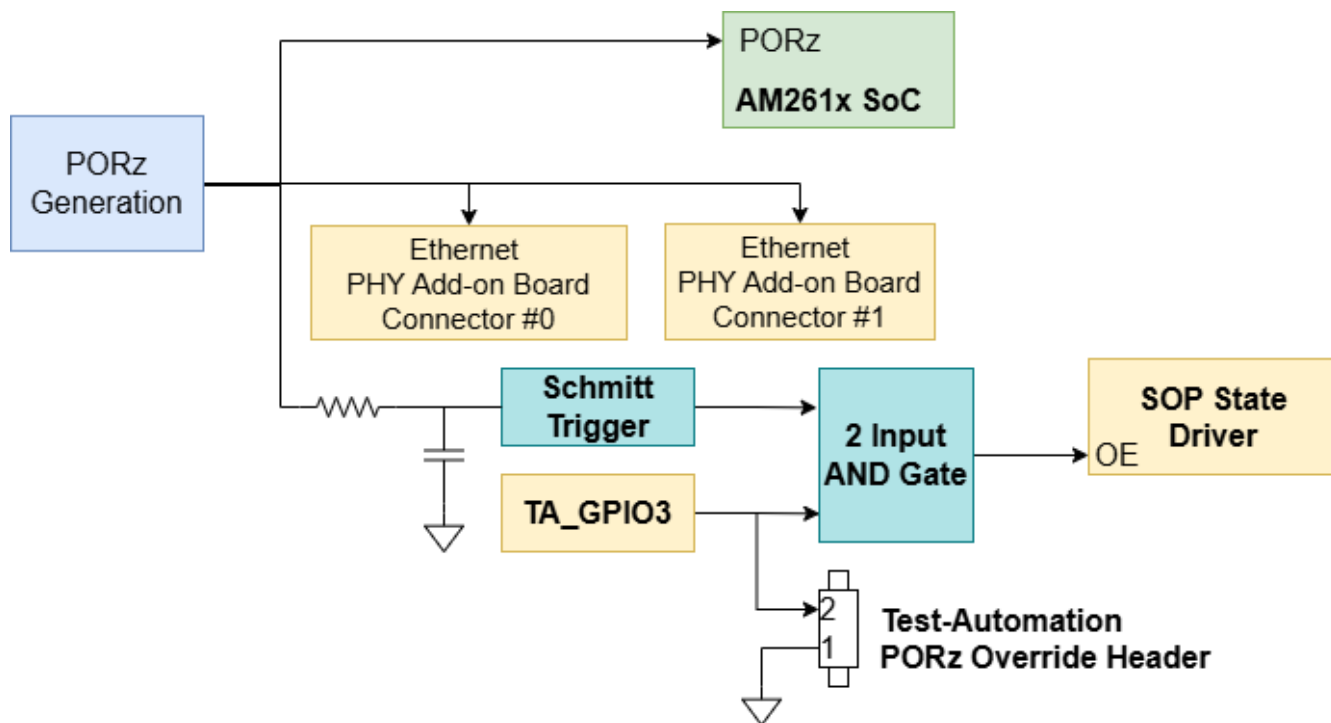 PORz
AM261x SoC
PORz
Generation
Ethernet
PHY Add-on Board
Connector #0
Ethernet
PHY Add-on Board
Connector #1
Schmitt
Trigger
2 Input
AND Gate
SOP State
Driver
OE
TA_GPIO3
2
1
Test-Automation
PORz Override Header